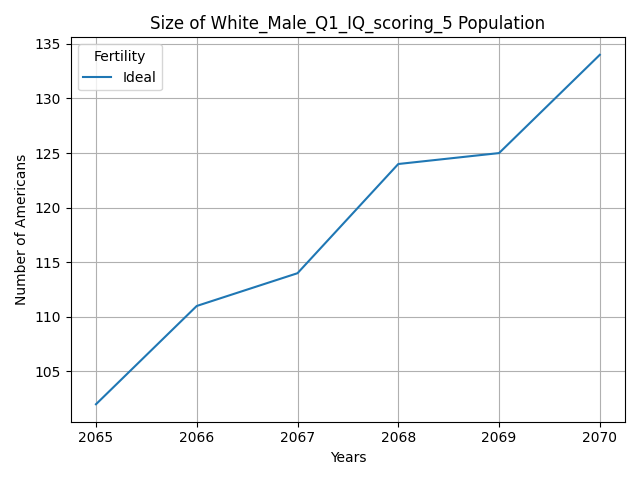 Size of White_Male_Q1_IQ_scoring_5 Population
135
130
125
120
115
110
105
Number of Americans
Fertility
Ideal
2065 2066 2067 2068 2069 2070
Years